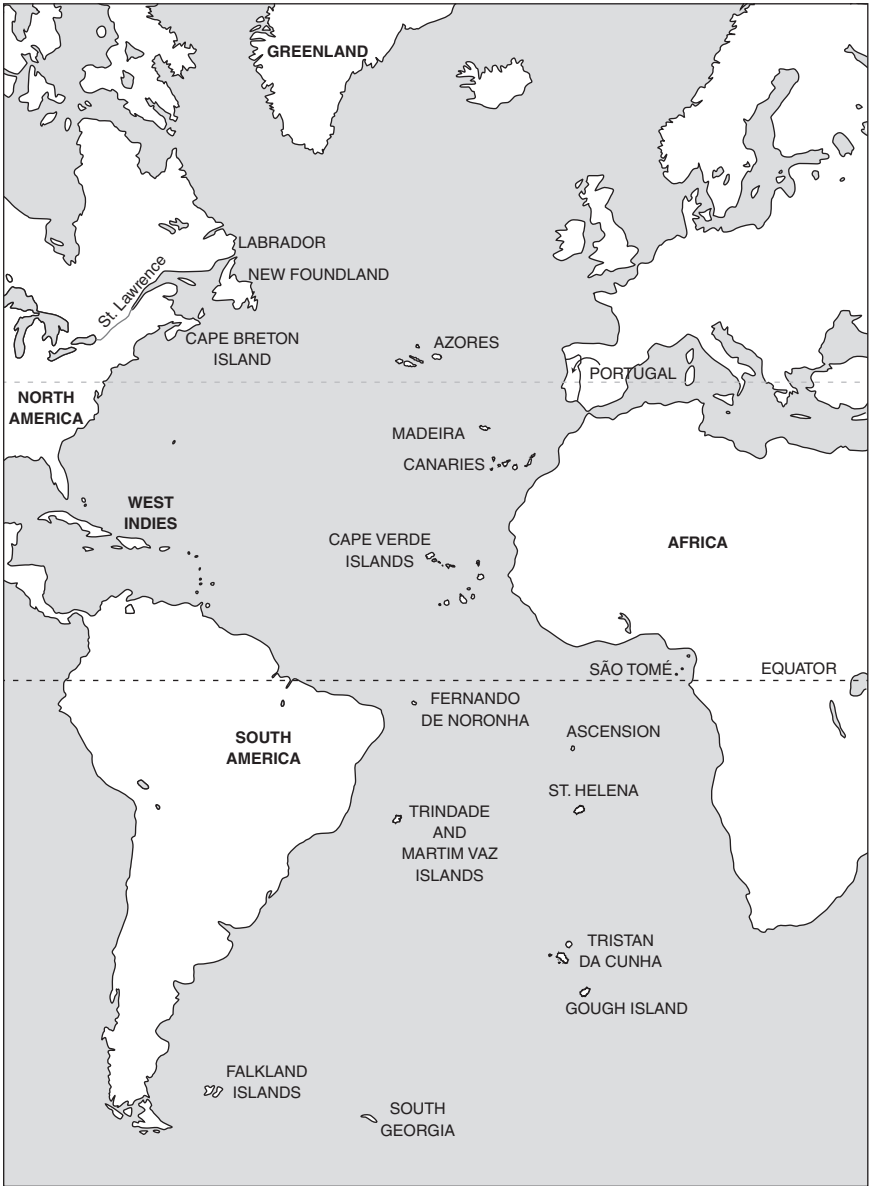 GREENLAND
LABRADOR
NEW FOUNDLAND
St. Lawrence
CAPE BRETON
ISLAND
AZORES
PORTUGAL
NORTH
AMERICA
MADEIRA
CANARIES
WEST
INDIES
CAPE VERDE
ISLANDS
AFRICA
SÃO TOMÉ
EQUATOR
FERNANDO
DE NORONHA
SOUTH
AMERICA
ASCENSION
ST. HELENA
TRINDADE
AND
MARTIM VAZ
ISLANDS
TRISTAN
DA CUNHA
GOUGH ISLAND
FALKLAND
ISLANDS
SOUTH
GEORGIA